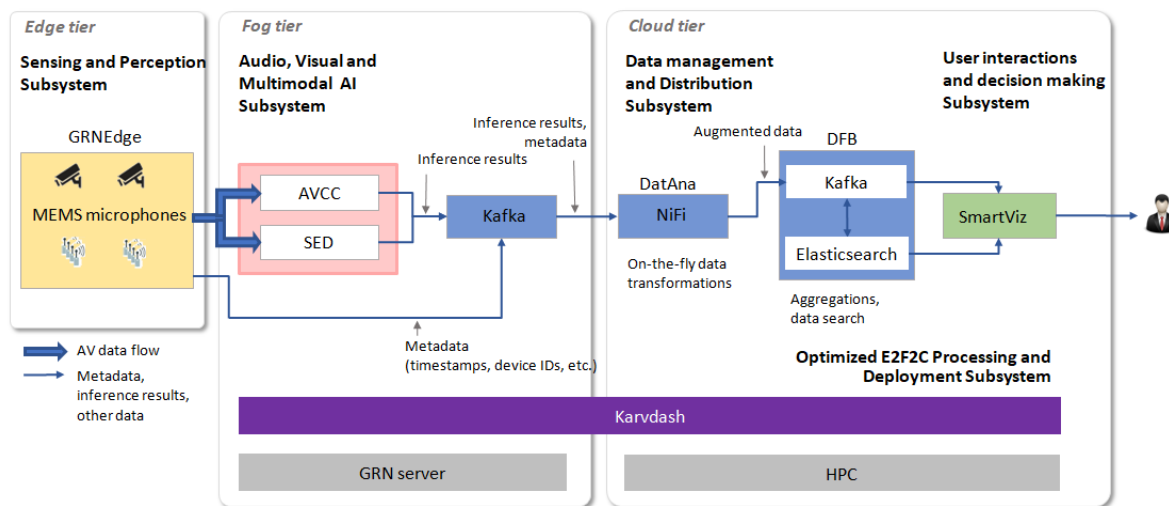 Edge tier
Sensing and Perception
Subsystem
GRNEdge
MEMS microphones
AV data flow
Metadata,
inference results,
other data
Fog tier
Audio, Visual and
Multimodal AI
Subsystem
AVCC
SED
Inference results
Inference results,
metadata
Kafka
Metadata
(timestamps, device IDs, etc.)
Cloud tier
Data management
and Distribution
Subsystem
User interactions
and decision making
Subsystem
Augmented data
DatAna
NiFi
On-the-fly data
transformations
DFB
Kafka
Elasticsearch
Aggregations,
data search
SmartViz
Optimized E2F2C Processing and
Deployment Subsystem
Karvdash
GRN server
HPC